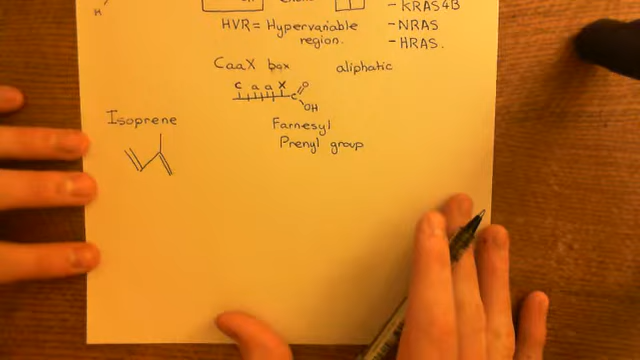 - KRAS4B
HVR = Hypervariable region.
- NRAS
- HRAS.
CaaX box aliphatic
C a a X
C
O
OH
Isoprene
Farnesyl
Prenyl group
H